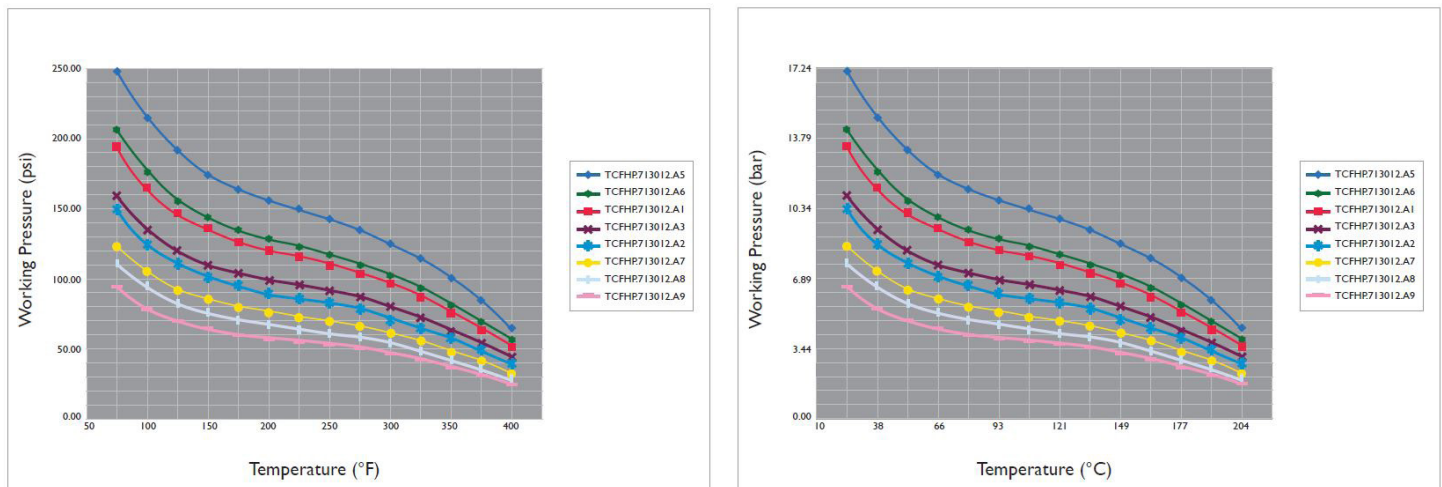 250.00
200.00
150.00
100.00
50.00
0.00
50 100 150 200 250 300 350 400
Working Pressure (psi)
Temperature (°F)
TCFHP.713012.A5
TCFHP.713012.A6
TCFHP.713012.A1
TCFHP.713012.A3
TCFHP.713012.A2
TCFHP.713012.A7
TCFHP.713012.A8
TCFHP.713012.A9
17.24
13.79
10.34
6.89
3.44
0.00
10 38 66 93 121 149 177 204
Working Pressure (bar)
Temperature (°C)
TCFHP.713012.A5
TCFHP.713012.A6
TCFHP.713012.A1
TCFHP.713012.A3
TCFHP.713012.A2
TCFHP.713012.A7
TCFHP.713012.A8
TCFHP.713012.A9